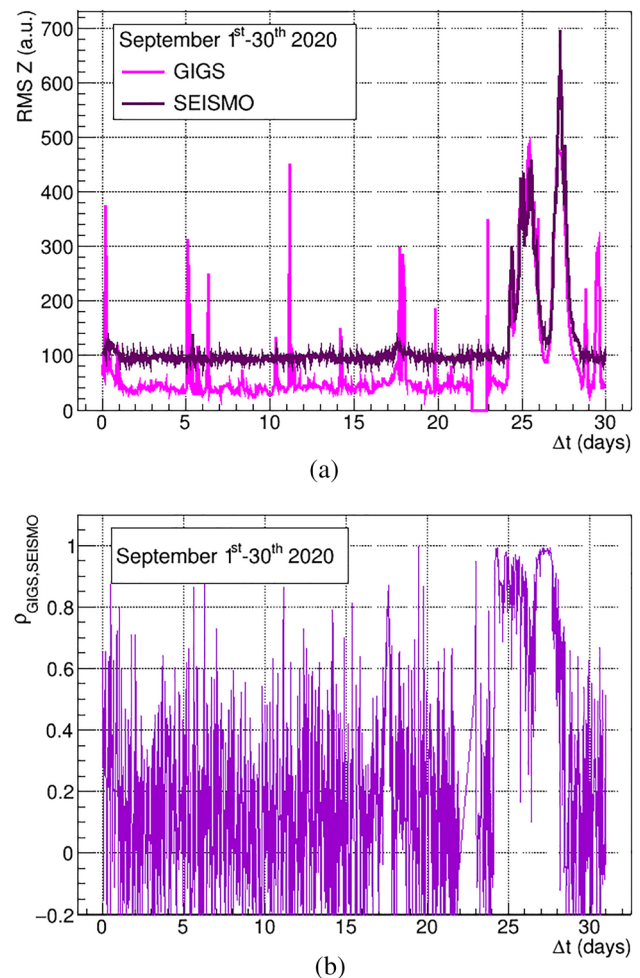 RMS Z (a.u.)
700
600
500
400
300
200
100
0
September 1st-30th 2020
GIGS
SEISMO
0 5 10 15 20 25 30
Δt (days)
(a)
ρGIGS,SEISMO
1
0.8
0.6
0.4
0.2
0
−0.2
September 1st-30th 2020
0 5 10 15 20 25 30
Δt (days)
(b)